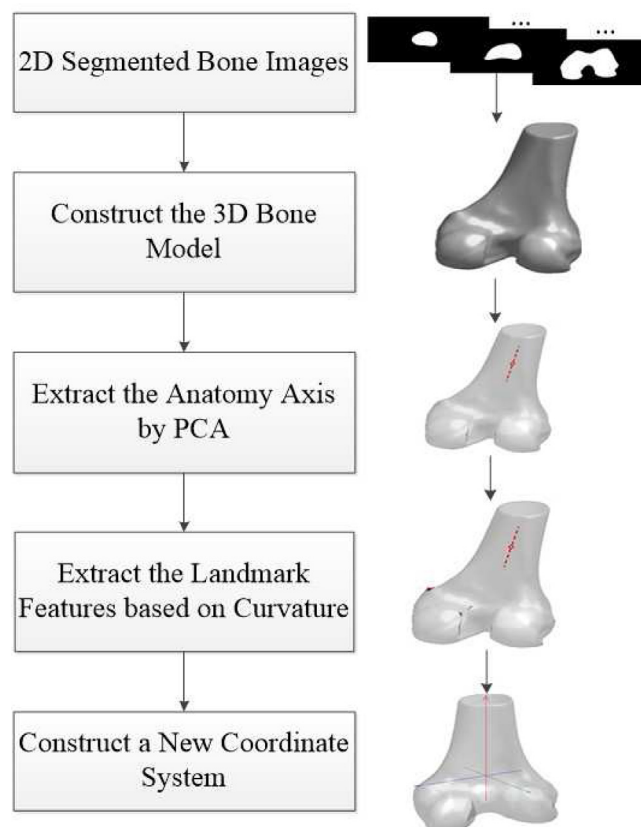 2D Segmented Bone Images
... ...
Construct the 3D Bone
Model
Extract the Anatomy Axis
by PCA
Extract the Landmark
Features based on Curvature
Construct a New Coordinate
System